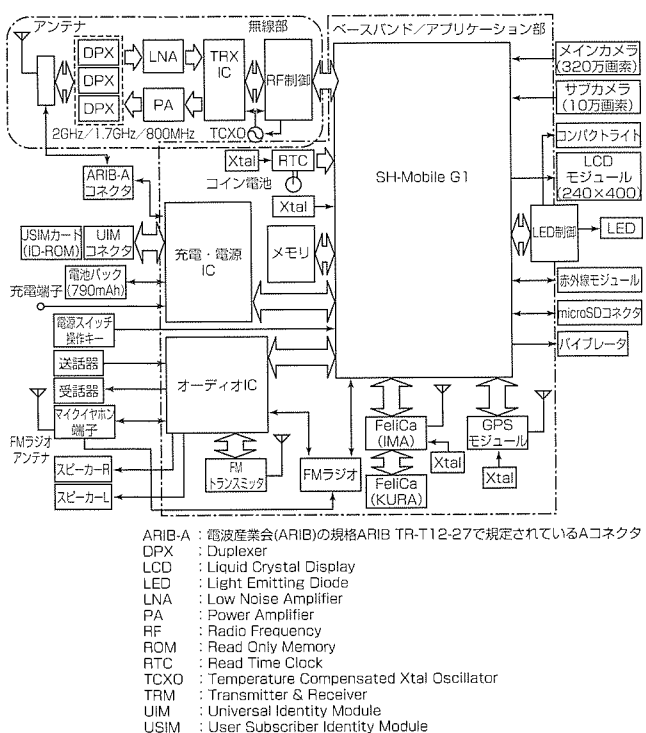 アンテナ
無線部
ベースバンド／アプリケーション部
DPX
DPX
DPX
LNA
PA
TRX
IC
RF制御
2GHz／1.7GHz／800MHz
TCXO
ARIB-A
コネクタ
Xtal
RTC
コイン電池
Xtal
SH-Mobile G1
メインカメラ
(320万画素)
サブカメラ
(10万画素)
コンパクトライト
LCD
モジュール
(240×400)
LED制御
LED
赤外線モジュール
microSDコネクタ
バイブレータ
USIMカード
(ID-ROM)
UIM
コネクタ
充電・電源
IC
メモリ
電池パック
(790mAh)
充電端子
電源スイッチ
操作キー
送話器
受話器
オーディオIC
マイクイヤホン
端子
FMラジオ
アンテナ
スピーカーR
スピーカーL
FM
トランスミッタ
FMラジオ
FeliCa
(IMA)
Xtal
FeliCa
(KURA)
GPS
モジュール
Xtal
ARIB-A : 電波産業会(ARIB)の規格ARIB TR-T12-27で規定されているAコネクタ
DPX : Duplexer
LCD : Liquid Crystal Display
LED : Light Emitting Diode
LNA : Low Noise Amplifier
PA : Power Amplifier
RF : Radio Frequency
ROM : Read Only Memory
RTC : Read Time Clock
TCXO : Temperature Compensated Xtal Oscillator
TRM : Transmitter & Receiver
UIM : Universal Identity Module
USIM : User Subscriber Identity Module